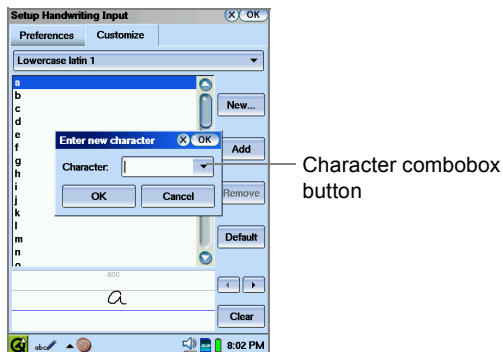 Setup Handwriting Input
X OK
Preferences Customize
Lowercase latin 1
a
b
c
New...
d
e
Enter new character X OK
f
Add
g
Character:
Character combobox
button
h
i
Remove
j
OK Cancel
k
l
m
Default
n
o
abc
a
Clear
abc
8:02 PM